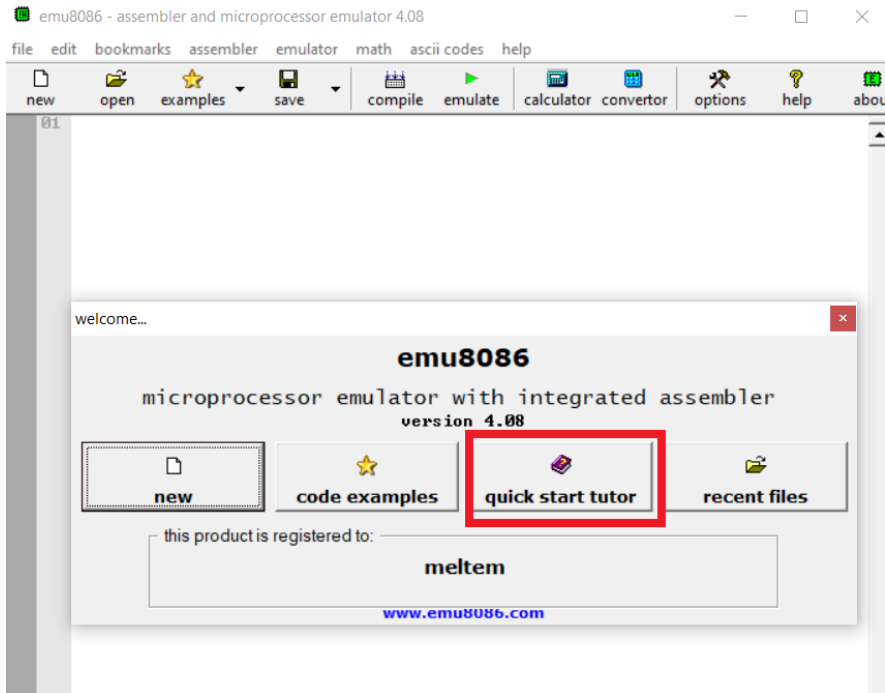 emu8086 - assembler and microprocessor emulator 4.08
file edit bookmarks assembler emulator math ascii codes help
new open examples save compile emulate calculator convertor options help abou
01
welcome...
emu8086
microprocessor emulator with integrated assembler
version 4.08
new code examples quick start tutor recent files
this product is registered to:
meltem
www.emu8086.com